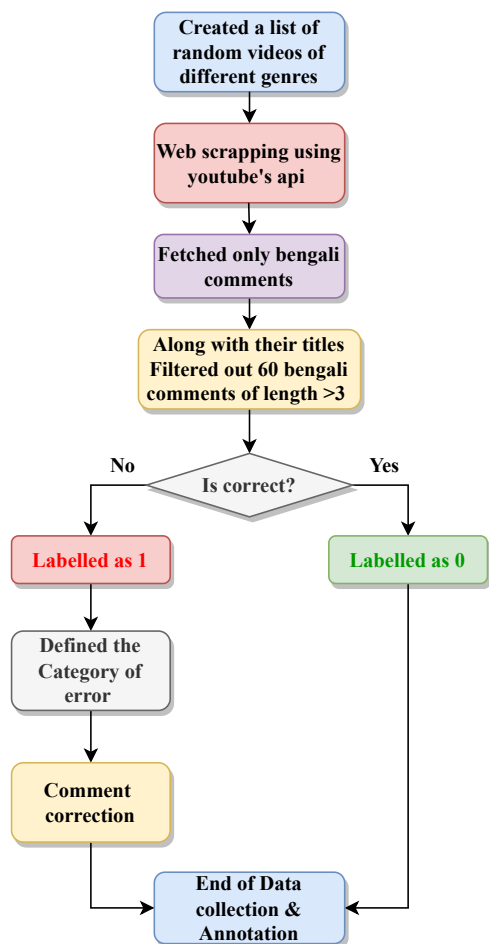 Created a list of
random videos of
different genres
Web scrapping using
youtube's api
Fetched only bengali
comments
Along with their titles
Filtered out 60 bengali
comments of length >3
Is correct?
No
Yes
Labelled as 1
Labelled as 0
Defined the
Category of
error
Comment
correction
End of Data
collection &
Annotation